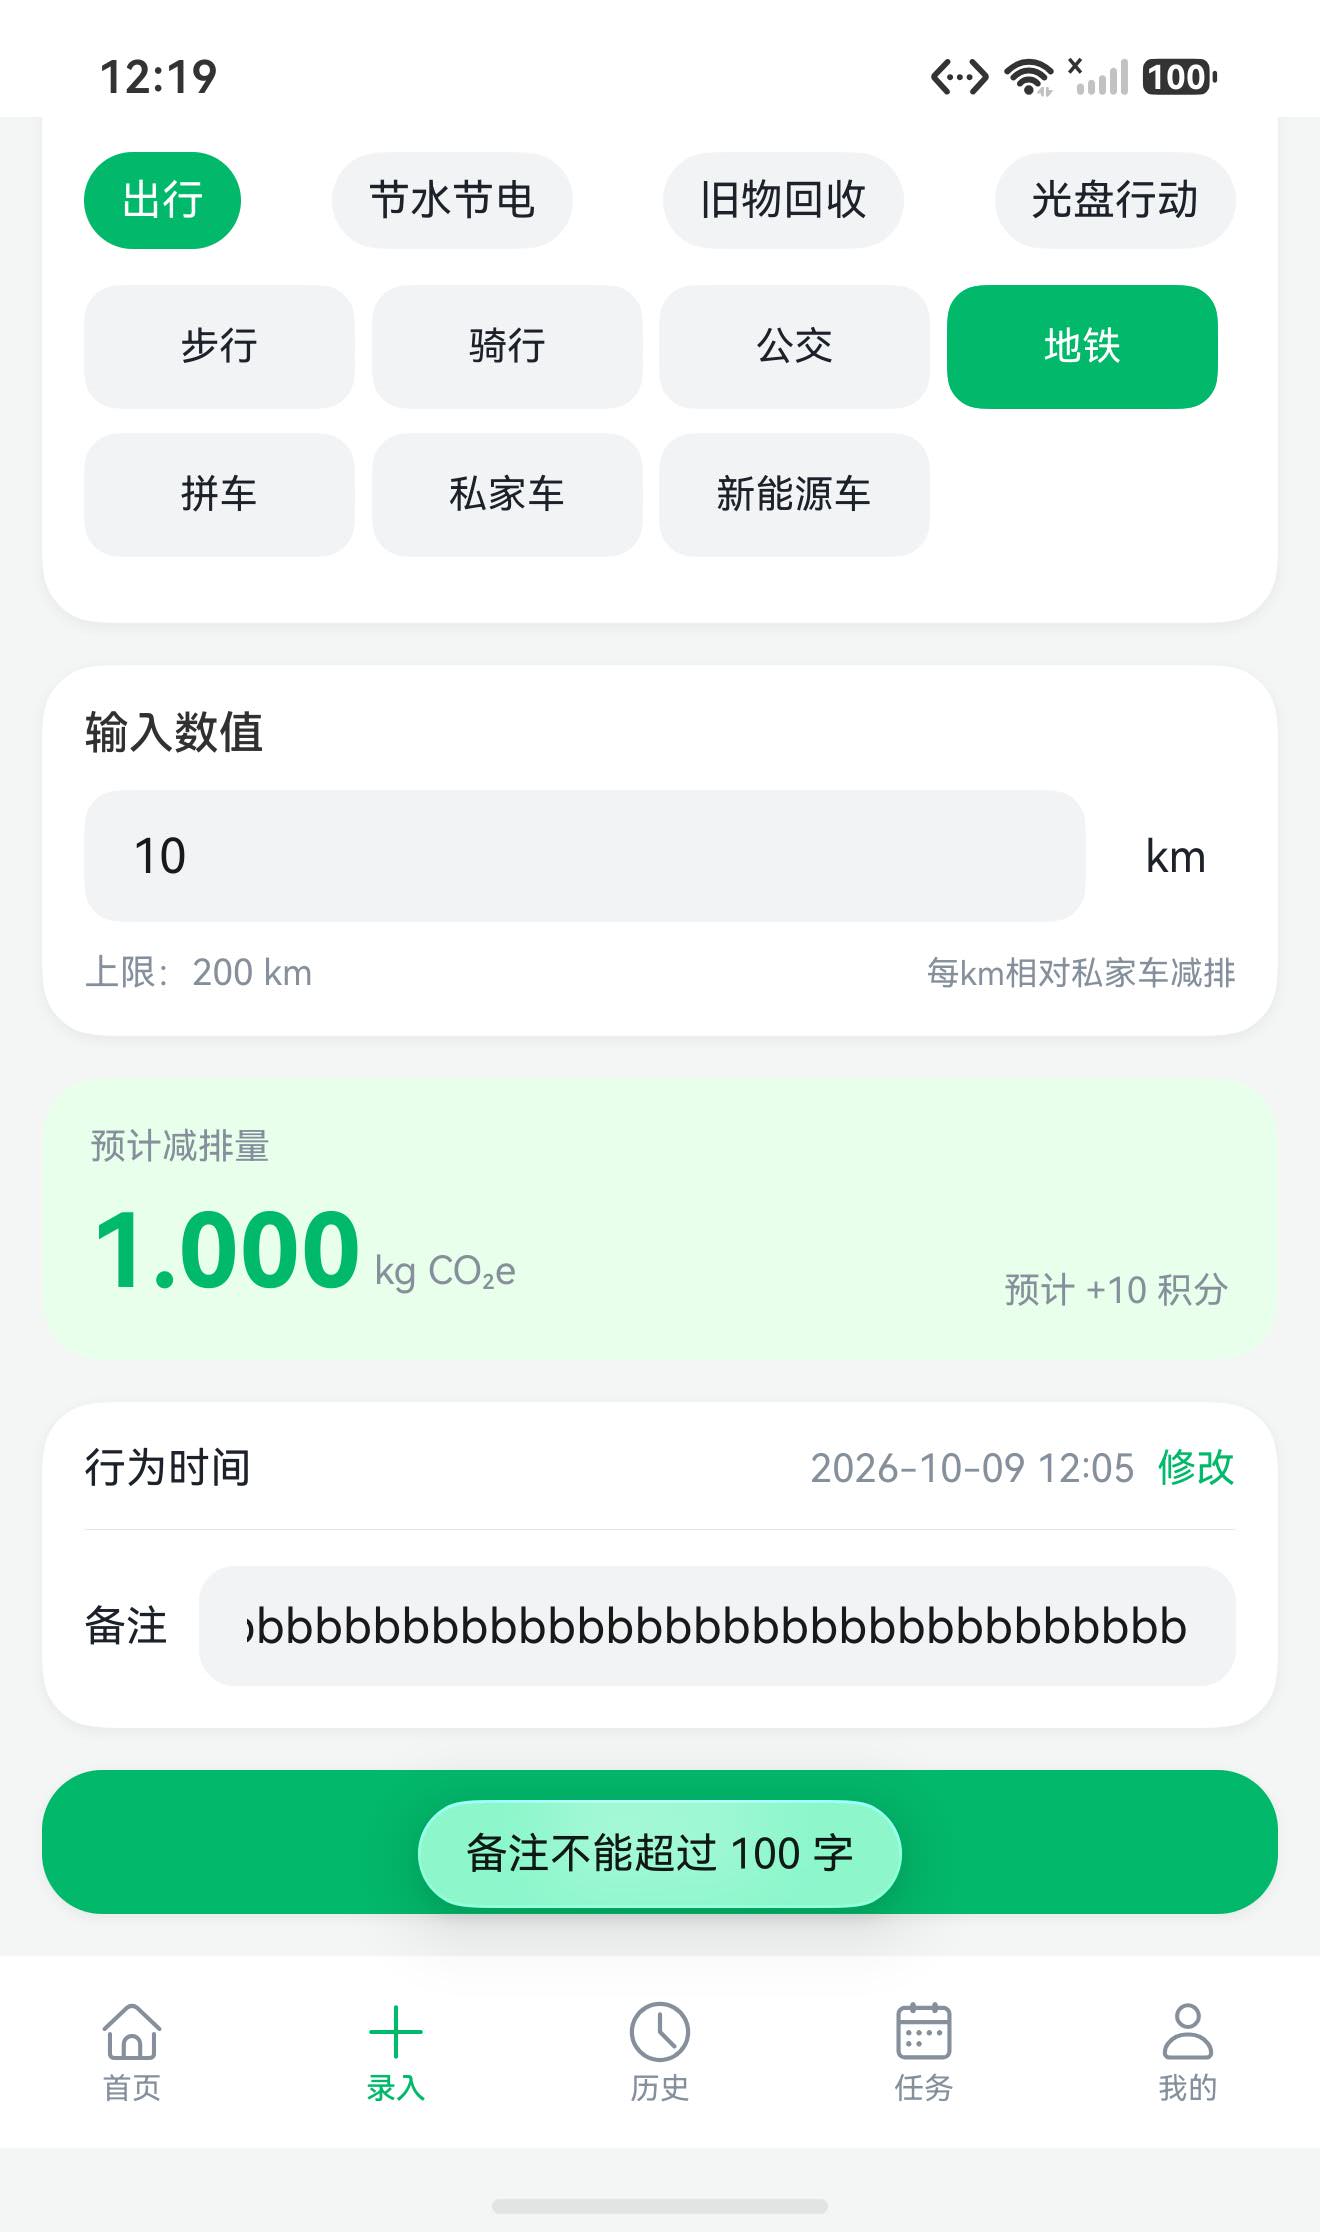 12:19
100
出行 节水节电 旧物回收 光盘行动
步行 骑行 公交 地铁
拼车 私家车 新能源车
输入数值
10 km
上限： 200 km 每km相对私家车减排
预计减排量
1.000 kg CO₂e
预计 +10 积分
行为时间 2026-10-09 12:05 修改
备注 bbbbbbbbbbbbbbbbbbbbbbbbbbbbbbbbb
备注不能超过 100 字
首页 录入 历史 任务 我的